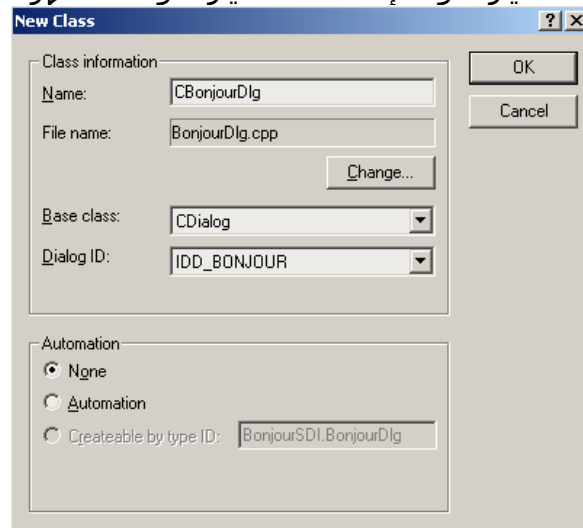 New Class
Class information
Name: CBonjourDlg
File name: BonjourDlg.cpp
Change...
Base class: CDialog
Dialog ID: IDD_BONJOUR
OK
Cancel
Automation
None
Automation
Createable by type ID: BonjourSDI.BonjourDlg